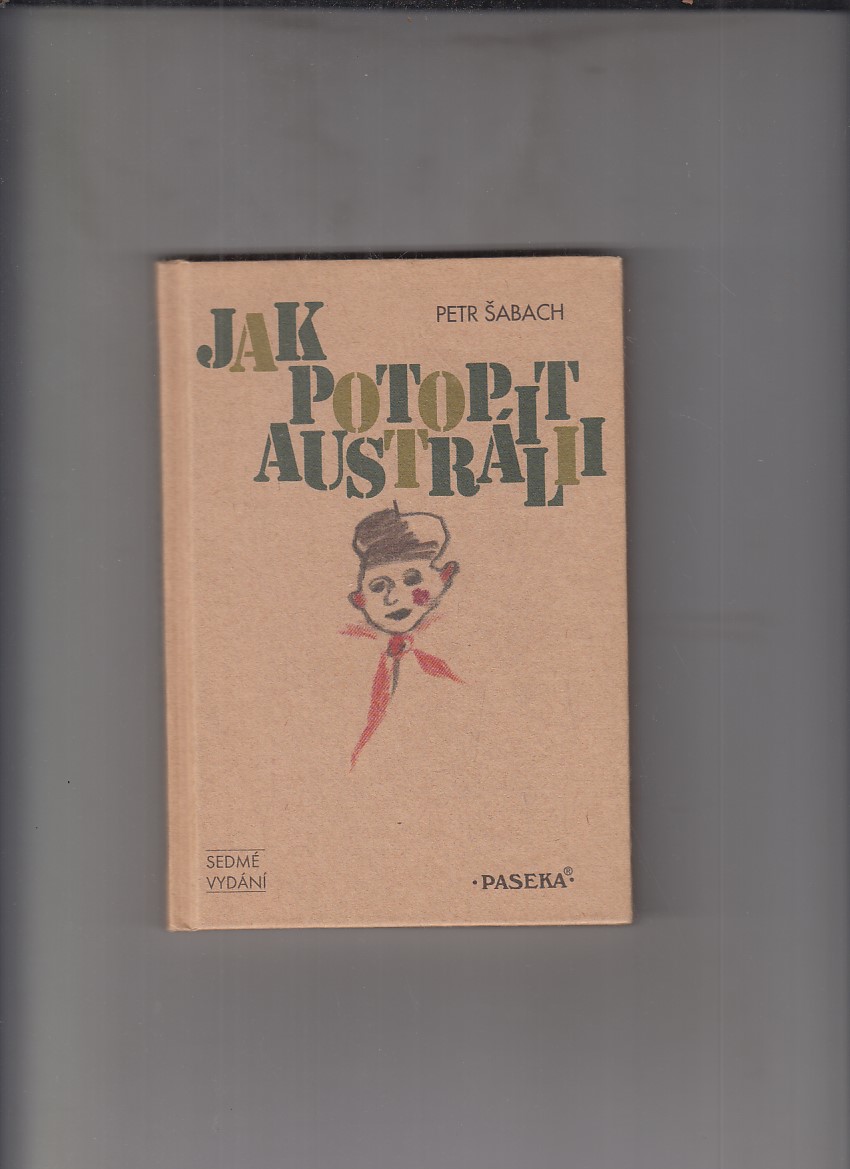 PETR ŠABACH
JAK
POTOPIT
AUSTRÁLII
SEDMÉ
VYDÁNÍ
·PASEKA®·